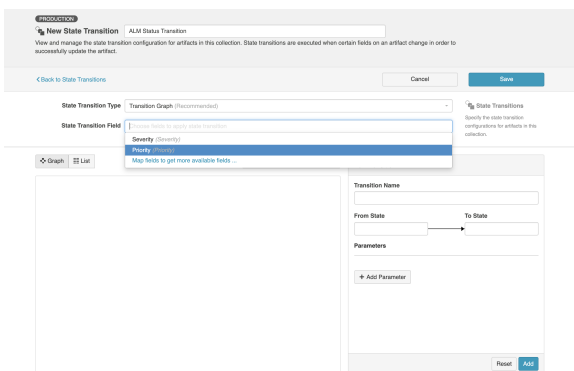 PRODUCTION
New State Transition
ALM Status Transition
View and manage the state transition configuration for artifacts in this collection. State transitions are executed when certain fields on an artifact change in order to
successfully update the artifact.
Back to State Transitions
Cancel
Save
State Transition Type
Transition Graph (Recommended)
State Transitions
Specify the state transition
configurations for artifacts in this
collection.
State Transition Field
Choose fields to apply state transition
Severity (Severity)
Priority (Priority)
Map fields to get more available fields ...
Graph
List
Transition Name
From State
To State
Parameters
+ Add Parameter
Reset
Add